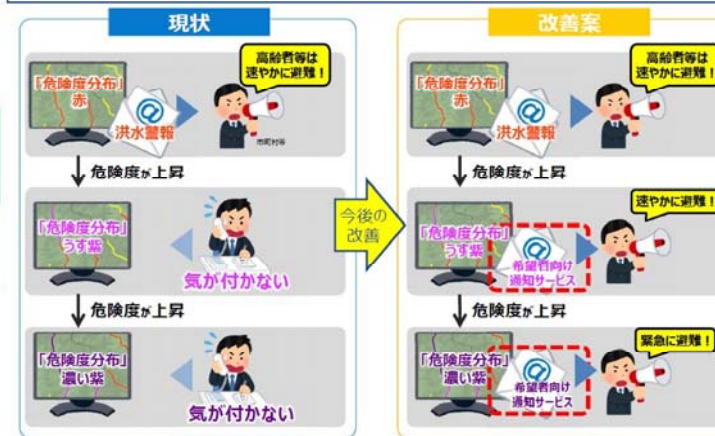 現状
高齢者等は
速やかに避難！
「危険度分布」
赤
@
洪水警報
市町村等
危険度が上昇
「危険度分布」
うす紫
気が付かない
危険度が上昇
「危険度分布」
濃い紫
気が付かない
今後の
改善
改善案
高齢者等は
速やかに避難！
「危険度分布」
赤
@
洪水警報
危険度が上昇
速やかに避難！
「危険度分布」
うす紫
@
希望者向け
通知サービス
危険度が上昇
緊急に避難！
「危険度分布」
濃い紫
@
希望者向け
通知サービス